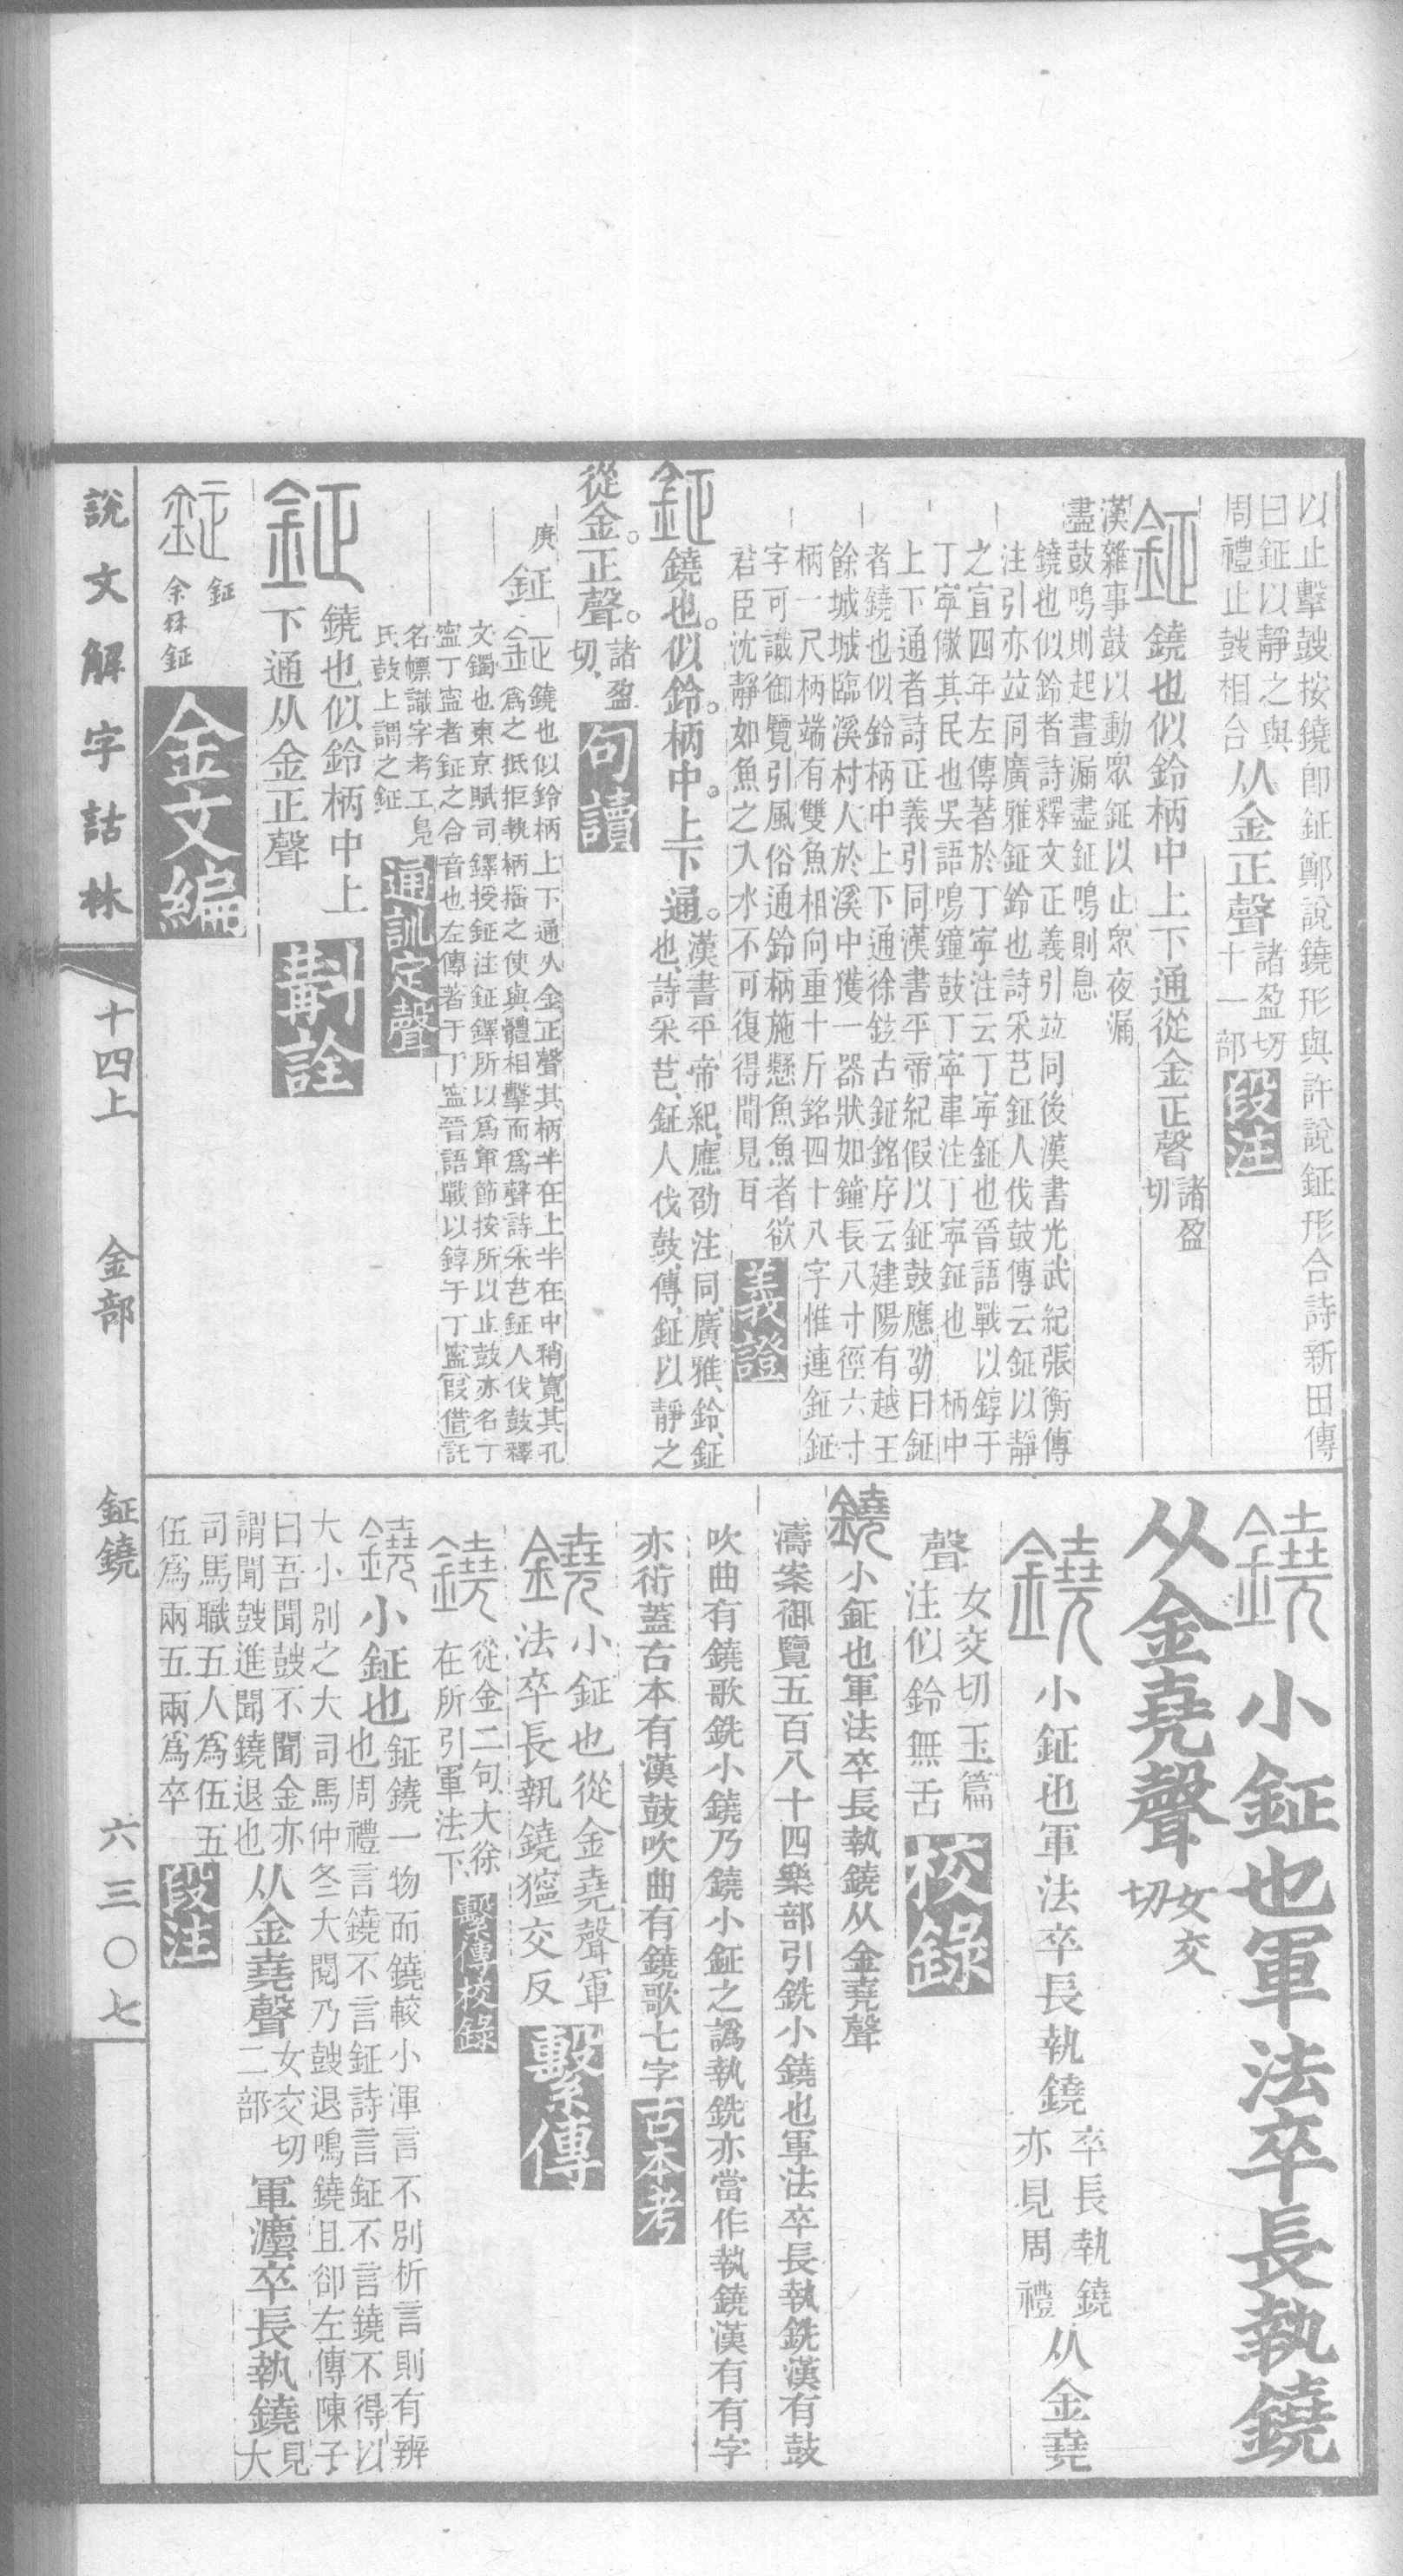 以止擊鼓按鐃卽鉦鄭說鐃形與許說鉦形合詩新田傳
曰鉦以靜之與
周禮止鼓相合从金正聲諸盈切
十一部段注
鉦鐃也似鈴柄中上下通從金正聲諸盈
切
漢雜事鼓以動眾鉦以止眾夜漏
盡鼓鳴則起晝漏盡鉦鳴則息
鐃也似鈴者詩釋文正義引竝同後漢書光武紀張衡傳
注引亦竝同廣雅鉦鈴也詩采芑鉦人伐鼓傳云鉦以靜
之宣四年左傳著於丁寧注云丁寧鉦也晉語戰以錞于
丁寧儆其民也吳語鳴鐘鼓丁寧韋注丁寧鉦也 柄中
上下通者詩正義引同漢書平帝紀假以鉦鼓應劭曰鉦
者鐃也似鈴柄中上下通徐鉉古鉦銘序云建陽有越王
餘城城臨溪村人於溪中獲一器狀如鐘長八寸徑六寸
柄一尺柄端有雙魚相向重十斤銘四十八字惟連鉦鉦
字可識御覽引風俗通鈴柄施懸魚魚者欲
君臣沈靜如魚之入水不可復得聞見耳義證
鉦鐃也。似鈴。柄中。上下通。漢書平帝紀、應劭注同、廣雅、鈴、鉦
也、詩采芑、鉦人伐鼓、傳、鉦以靜之
從金。正聲。諸盈
切、句讀
庚鉦鉦鐃也似鈴柄上下通从金正聲其柄半在上半在中稍寬其孔
爲之抵拒執柄搖之使與體相擊而爲聲詩采芑鉦人伐鼓釋
文鐲也東京賦司鐸授鉦注鉦鐸所以爲軍節按所以止鼓亦名丁
寍丁寍者鉦之合音也左傳著于丁寍晉語戰以錞于丁寍假借託
名幖識字考工鳧
氏鼓上謂之鉦通訓定聲
鉦鐃也似鈴柄中上
下通从金正聲斠詮
鉦鉦
余冄鉦金文編
鐃小鉦也軍法卒長執鐃
从金堯聲女交
切
鐃小鉦也軍法卒長執鐃卒長執鐃
亦見周禮从金堯
聲女交切玉篇
注似鈴無舌校錄
鐃小鉦也軍法卒長執鐃从金堯聲
濤案御覽五百八十四樂部引銑小鐃也軍法卒長執銑漢有鼓
吹曲有鐃歌銑小鐃乃鐃小鉦之譌執銑亦當作執鐃漢有有字
亦衍蓋古本有漢鼓吹曲有鐃歌七字古本考
鐃小鉦也從金堯聲軍
法卒長執鐃獶交反繫傳
鐃從金二句、大徐
在所引軍法下、繫傳校錄
鐃小鉦也鉦鐃一物而鐃較小渾言不別析言則有辨
也周禮言鐃不言鉦詩言鉦不言鐃不得以
大小別之大司馬仲冬大閱乃鼓退鳴鐃且卻左傳陳子
曰吾聞鼓不聞金亦
謂聞鼓進聞鐃退也从金堯聲女交切
二部軍灋卒長執鐃見
大
司馬職五人爲伍五
伍爲兩五兩爲卒段注
說文解字詁林
十四上
金部
鉦鐃
六三〇七